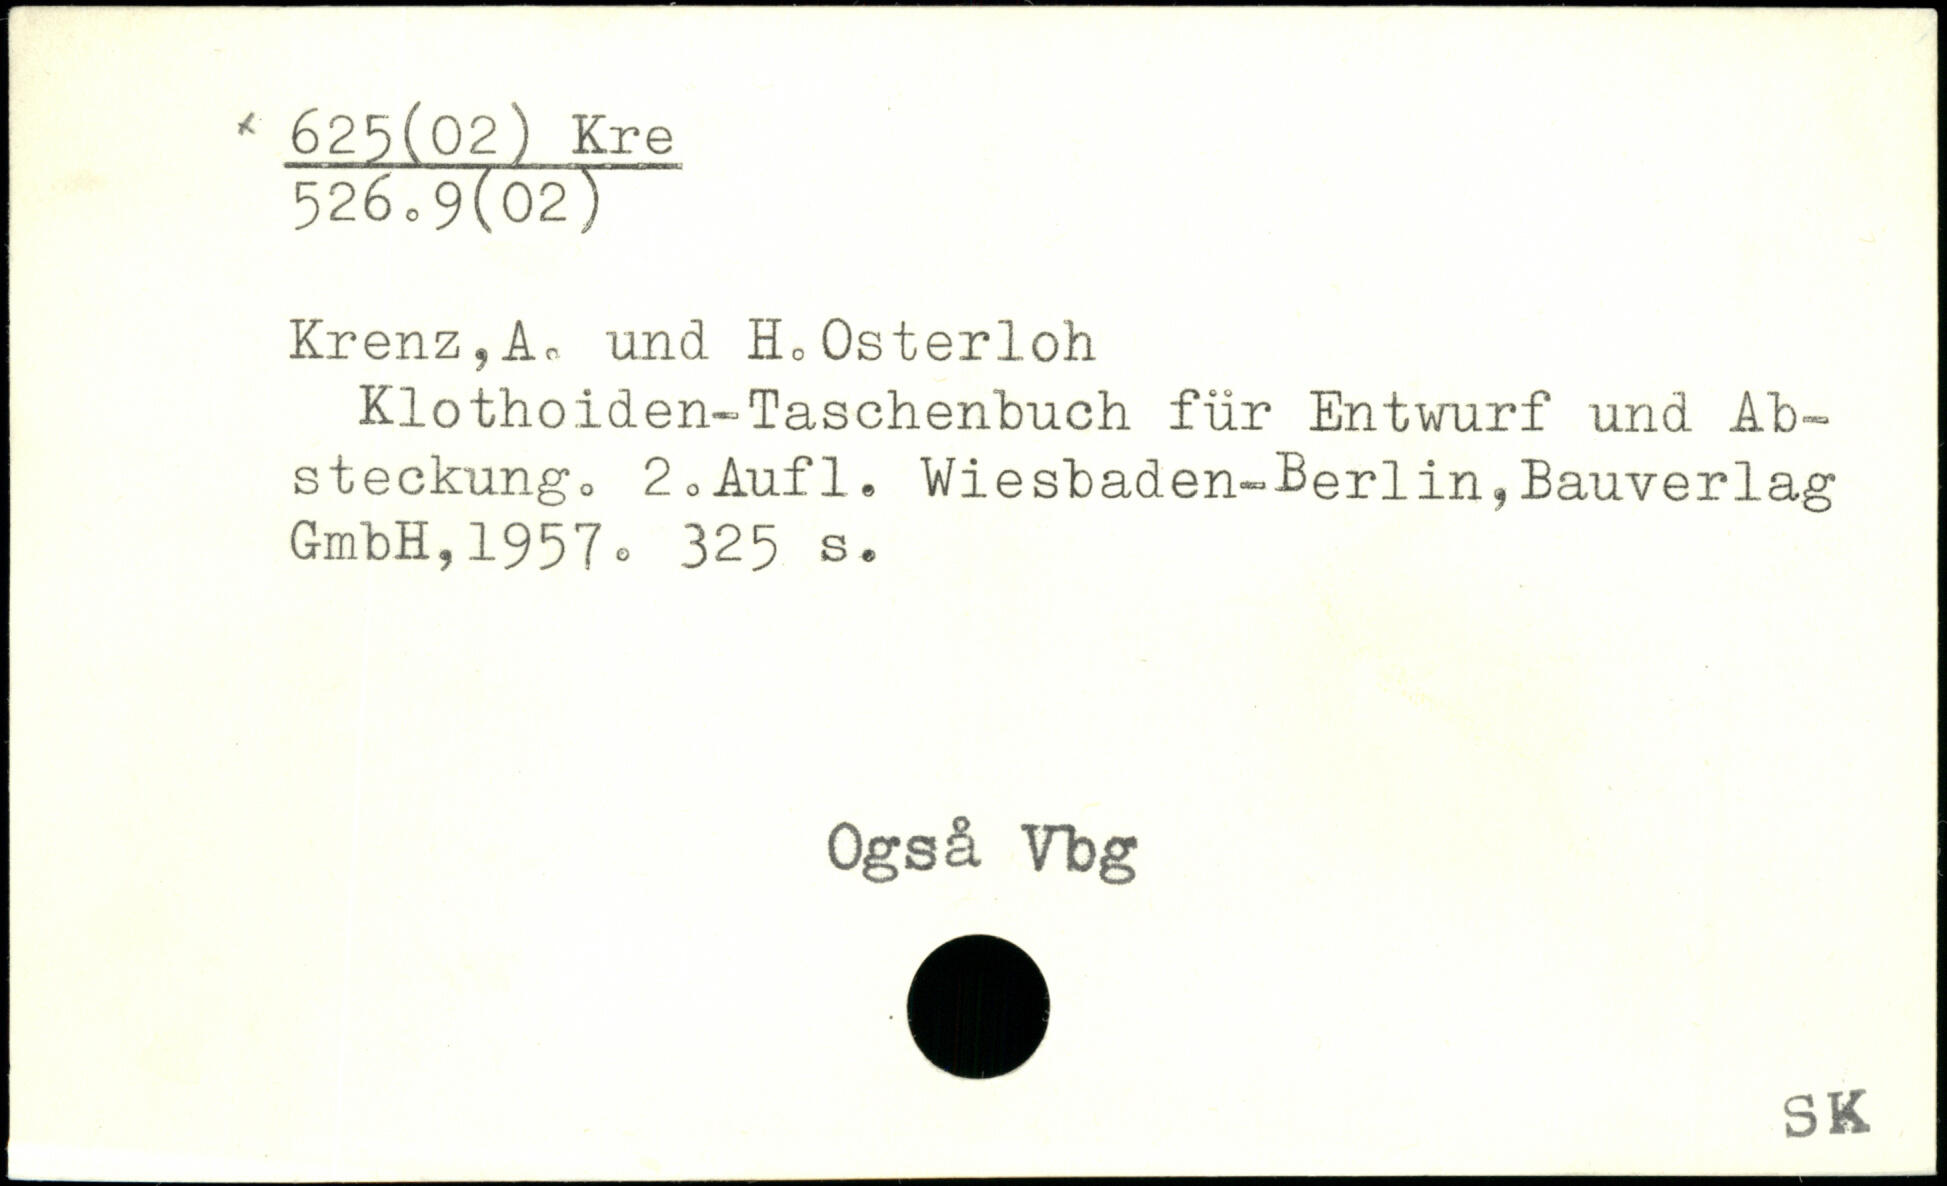 x 625(02) Kre
526.9(02)
Krenz,A. und H.Osterloh
Klothoiden-Taschenbuch für Entwurf und Ab-
steckung. 2.Aufl. Wiesbaden-Berlin,Bauverlag
GmbH,1957. 325 s.
Også Vbg
SK